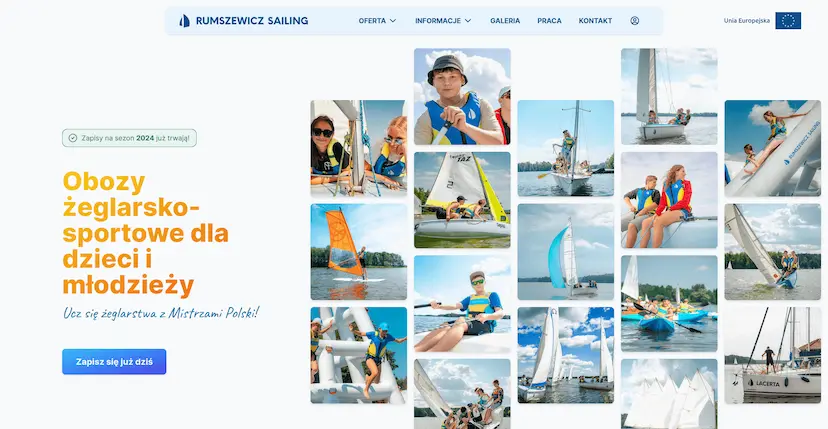 RUMSZEWICZ SAILING
OFERTA
INFORMACJE
GALERIA
PRACA
KONTAKT
Unia Europejska
Zapisy na sezon 2024 już trwają!
Obozy
żeglarsko-
sportowe dla
dzieci i
młodzieży
Ucz się żeglarstwa z Mistrzami Polski!
Zapisz się już dziś
TAZ
RUMSZEWICZ SAILING
LACERTA